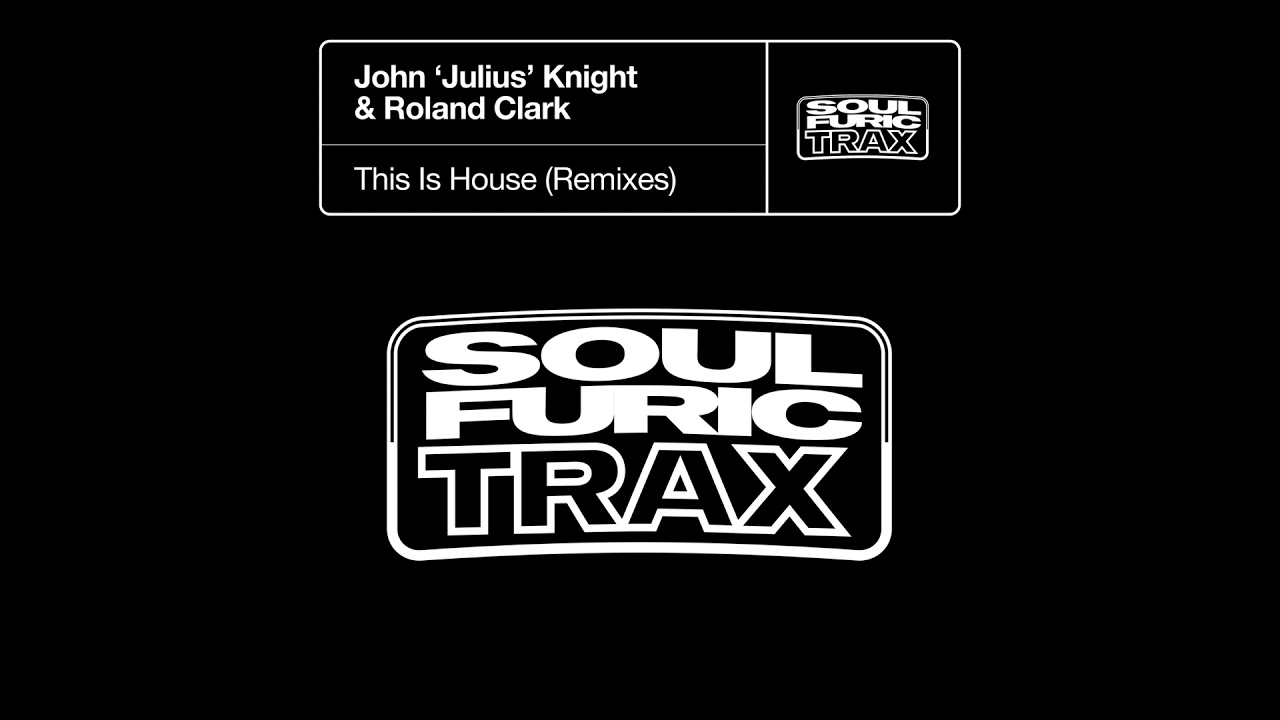 John ‘Julius’ Knight
& Roland Clark
This Is House (Remixes)
SOUL
FURIC
TRAX
SOUL
FURIC
TRAX